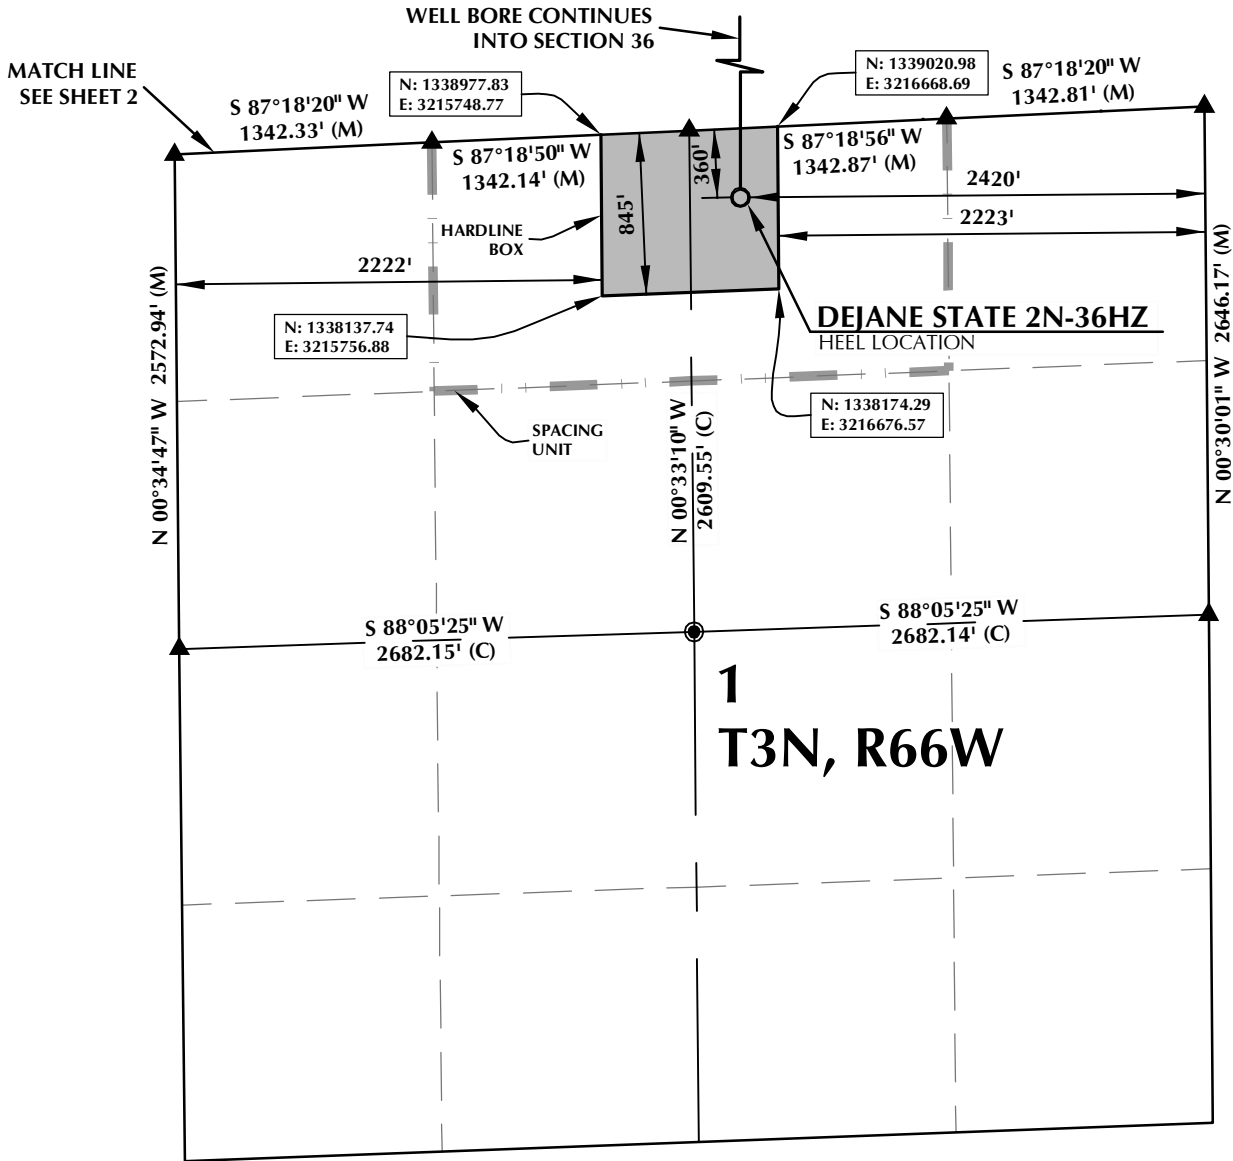 WELL BORE CONTINUES
INTO SECTION 36
MATCH LINE
SEE SHEET 2
N: 1338977.83
E: 3215748.77
N: 1339020.98
E: 3216668.69
S 87°18'20" W
1342.33' (M)
S 87°18'20" W
1342.81' (M)
S 87°18'50" W
1342.14' (M)
S 87°18'56" W
1342.87' (M)
360'
845'
2420'
2223'
HARDLINE
BOX
2222'
N: 1338137.74
E: 3215756.88
DEJANE STATE 2N-36HZ
HEEL LOCATION
N: 1338174.29
E: 3216676.57
SPACING
UNIT
N 00°34'47" W 2572.94' (M)
N 00°33'10" W
2609.55' (C)
N 00°30'01" W 2646.17' (M)
S 88°05'25" W
2682.15' (C)
S 88°05'25" W
2682.14' (C)
1
T3N, R66W